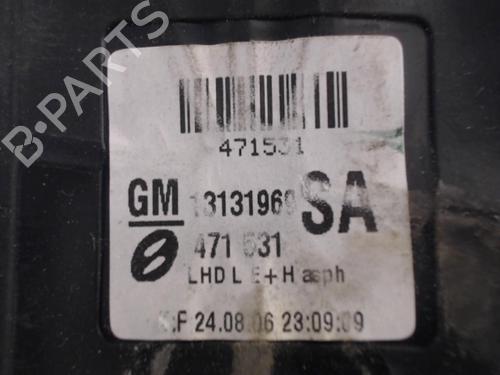 B-PARTS
471531
GM 13131969 SA
471 531
LHD L E+H asph
24.08.06 23:09:09